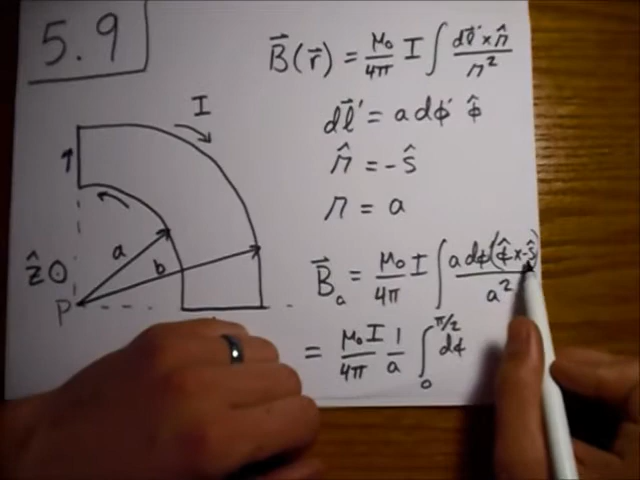 5.9
I
a
b
ẑ⊙
P
B⃗(r⃗) = μ₀/4π I ∫ dl⃗' × 𝓇̂ / 𝓇²
dl⃗' = a dφ' φ̂
𝓇̂ = -ŝ
𝓇 = a
B⃗ₐ = μ₀/4π I ∫ a dφ (φ̂ × -ŝ) / a²
= μ₀I/4π 1/a ∫₀^π/2 dφ